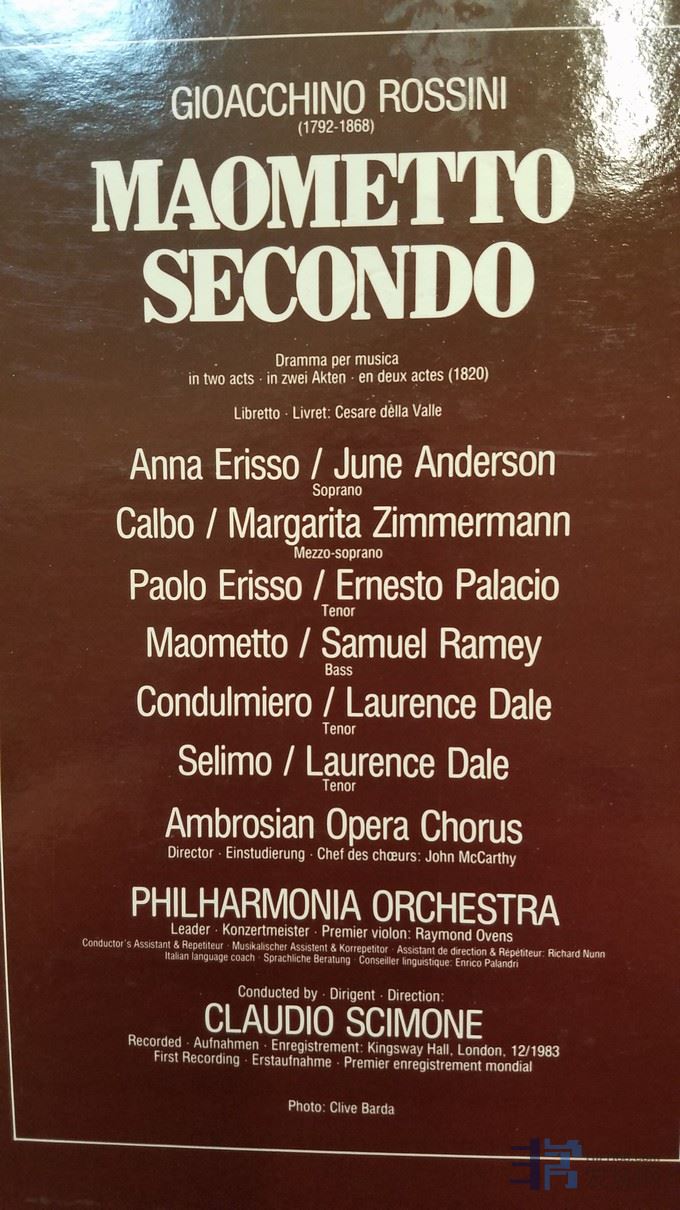 GIOACCHINO ROSSINI
(1792-1868)
MAOMETTO
SECONDO
Dramma per musica
in two acts · in zwei Akten · en deux actes (1820)
Libretto · Livret: Cesare della Valle
Anna Erisso / June Anderson
Soprano
Calbo / Margarita Zimmermann
Mezzo-soprano
Paolo Erisso / Ernesto Palacio
Tenor
Maometto / Samuel Ramey
Bass
Condulmiero / Laurence Dale
Tenor
Selimo / Laurence Dale
Tenor
Ambrosian Opera Chorus
Director · Einstudierung · Chef des chœurs: John McCarthy
PHILHARMONIA ORCHESTRA
Leader · Konzertmeister · Premier violon: Raymond Ovens
Conductor's Assistant & Repetiteur · Musikalischer Assistent & Korrepetitor · Assistant de direction & Répétiteur: Richard Nunn
Italian language coach · Sprachliche Beratung · Conseiller linguistique: Enrico Palandri
Conducted by · Dirigent · Direction:
CLAUDIO SCIMONE
Recorded · Aufnahmen · Enregistrement: Kingsway Hall, London, 12/1983
First Recording · Erstaufnahme · Premier enregistrement mondial
Photo: Clive Barda